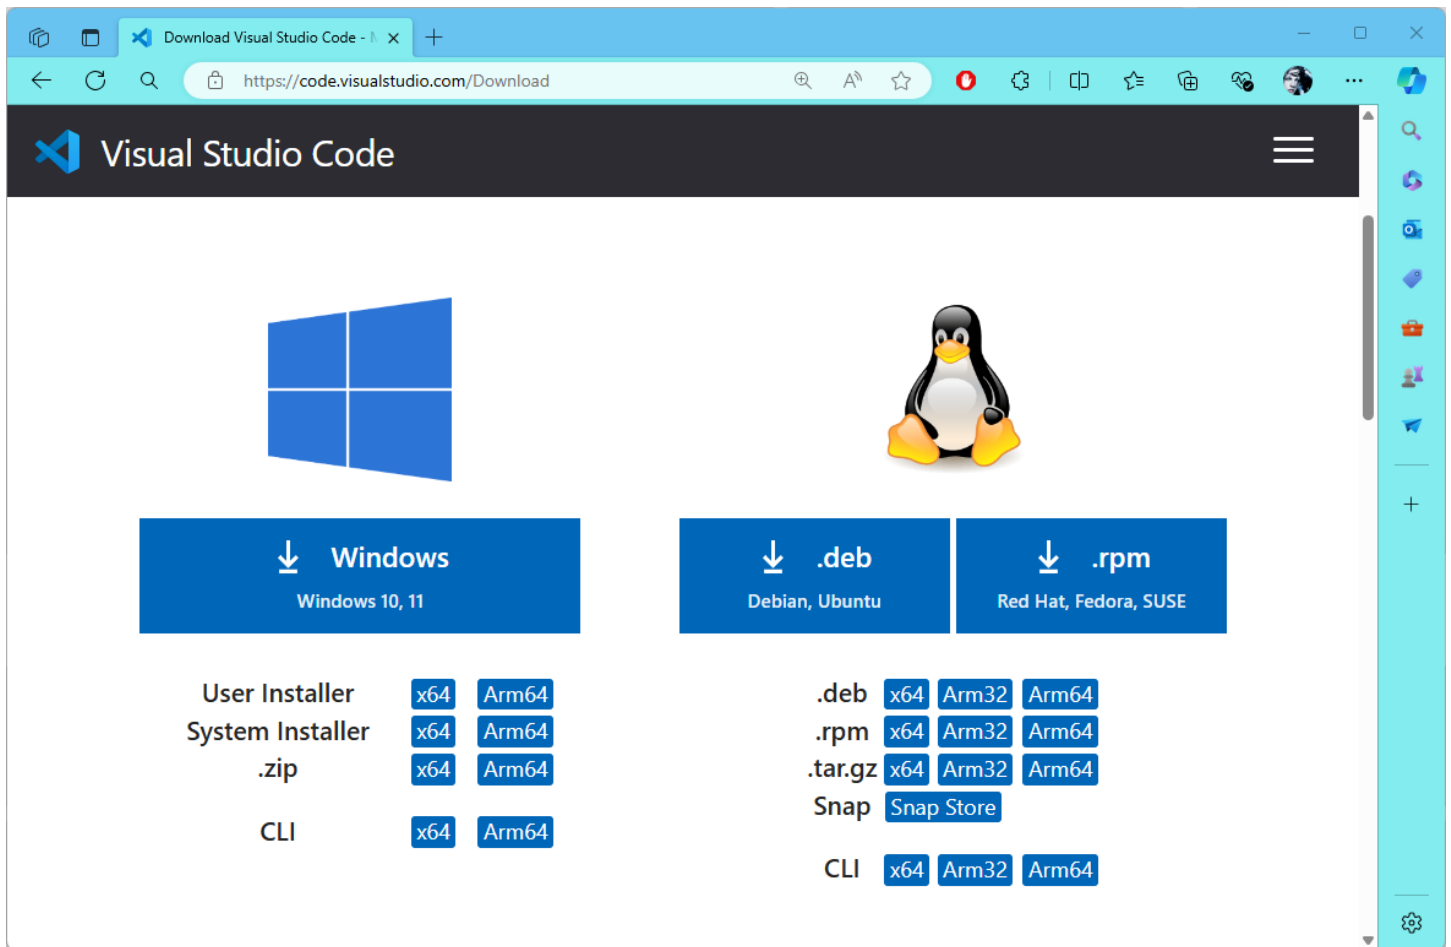 Download Visual Studio Code - M
https://code.visualstudio.com/Download
Visual Studio Code
Windows
Windows 10, 11
.deb
Debian, Ubuntu
.rpm
Red Hat, Fedora, SUSE
User Installer x64 Arm64
System Installer x64 Arm64
.zip x64 Arm64
CLI x64 Arm64
.deb x64 Arm32 Arm64
.rpm x64 Arm32 Arm64
.tar.gz x64 Arm32 Arm64
Snap Snap Store
CLI x64 Arm32 Arm64